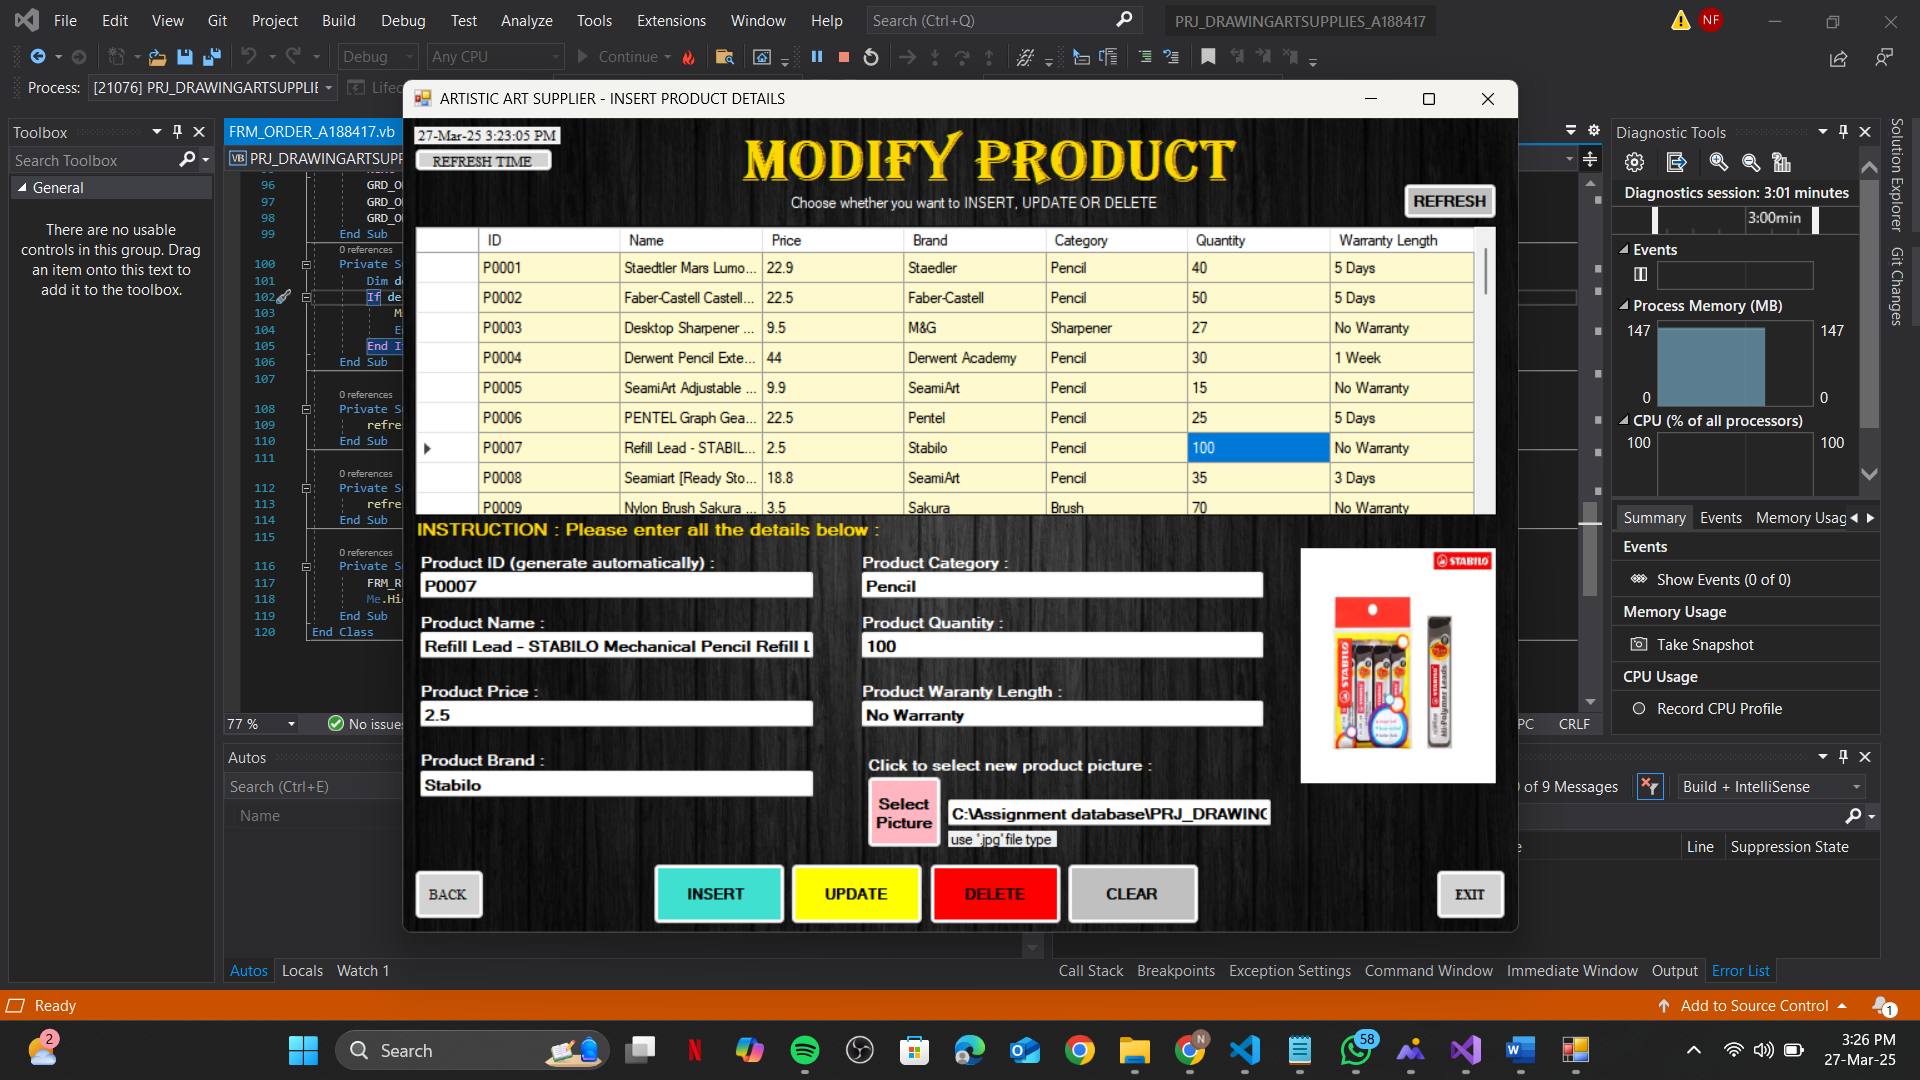 File Edit View Git Project Build Debug Test Analyze Tools Extensions Window Help Search (Ctrl+Q) PRJ_DRAWINGARTSUPPLIES_A188417 NF
Debug Any CPU Continue
Process: [21076] PRJ_DRAWINGARTSUPPLIE Lifec
Toolbox
Search Toolbox
General
There are no usable
controls in this group. Drag
an item onto this text to
add it to the toolbox.
FRM_ORDER_A188417.vb
VB PRJ_DRAWINGARTSUPP
96 GRD_O
97 GRD_O
98 GRD_O
99 End Sub
0 references
100 Private S
101 Dim d
102 If de
103 M
104 E
105 End I
106 End Sub
107
0 references
108 Private S
109 refre
110 End Sub
111
0 references
112 Private S
113 refre
114 End Sub
115
0 references
116 Private S
117 FRM_R
118 Me.Hi
119 End Sub
120 End Class
77 % No issue
PC CRLF
Autos
Search (Ctrl+E)
Name
Autos Locals Watch 1
ARTISTIC ART SUPPLIER - INSERT PRODUCT DETAILS
27-Mar-25 3:23:05 PM
REFRESH TIME
MODIFY PRODUCT
Choose whether you want to INSERT, UPDATE OR DELETE
REFRESH
ID Name Price Brand Category Quantity Warranty Length
P0001 Staedtler Mars Lumo... 22.9 Staedler Pencil 40 5 Days
P0002 Faber-Castell Castell... 22.5 Faber-Castell Pencil 50 5 Days
P0003 Desktop Sharpener ... 9.5 M&G Sharpener 27 No Warranty
P0004 Derwent Pencil Exte... 44 Derwent Academy Pencil 30 1 Week
P0005 SeamiArt Adjustable ... 9.9 SeamiArt Pencil 15 No Warranty
P0006 PENTEL Graph Gea... 22.5 Pentel Pencil 25 5 Days
P0007 Refill Lead - STABIL... 2.5 Stabilo Pencil 100 No Warranty
P0008 Seamiart [Ready Sto... 18.8 SeamiArt Pencil 35 3 Days
P0009 Nylon Brush Sakura ... 3.5 Sakura Brush 70 No Warranty
INSTRUCTION : Please enter all the details below :
Product ID (generate automatically) :
P0007
Product Name :
Refill Lead - STABILO Mechanical Pencil Refill L
Product Price :
2.5
Product Brand :
Stabilo
Product Category :
Pencil
Product Quantity :
100
Product Waranty Length :
No Warranty
Click to select new product picture :
Select
Picture
C:\Assignment database\PRJ_DRAWING
use '.jpg' file type
STABILO
STABILO
BACK INSERT UPDATE DELETE CLEAR EXIT
Diagnostic Tools
Diagnostics session: 3:01 minutes
3:00min
Events
Process Memory (MB)
147 147
0 0
CPU (% of all processors)
100 100
Summary Events Memory Usag
Events
Show Events (0 of 0)
Memory Usage
Take Snapshot
CPU Usage
Record CPU Profile
Solution Explorer
Git Changes
of 9 Messages Build + IntelliSense
Line Suppression State
Call Stack Breakpoints Exception Settings Command Window Immediate Window Output Error List
Ready Add to Source Control 1
2 Search N 58 3:26 PM
27-Mar-25